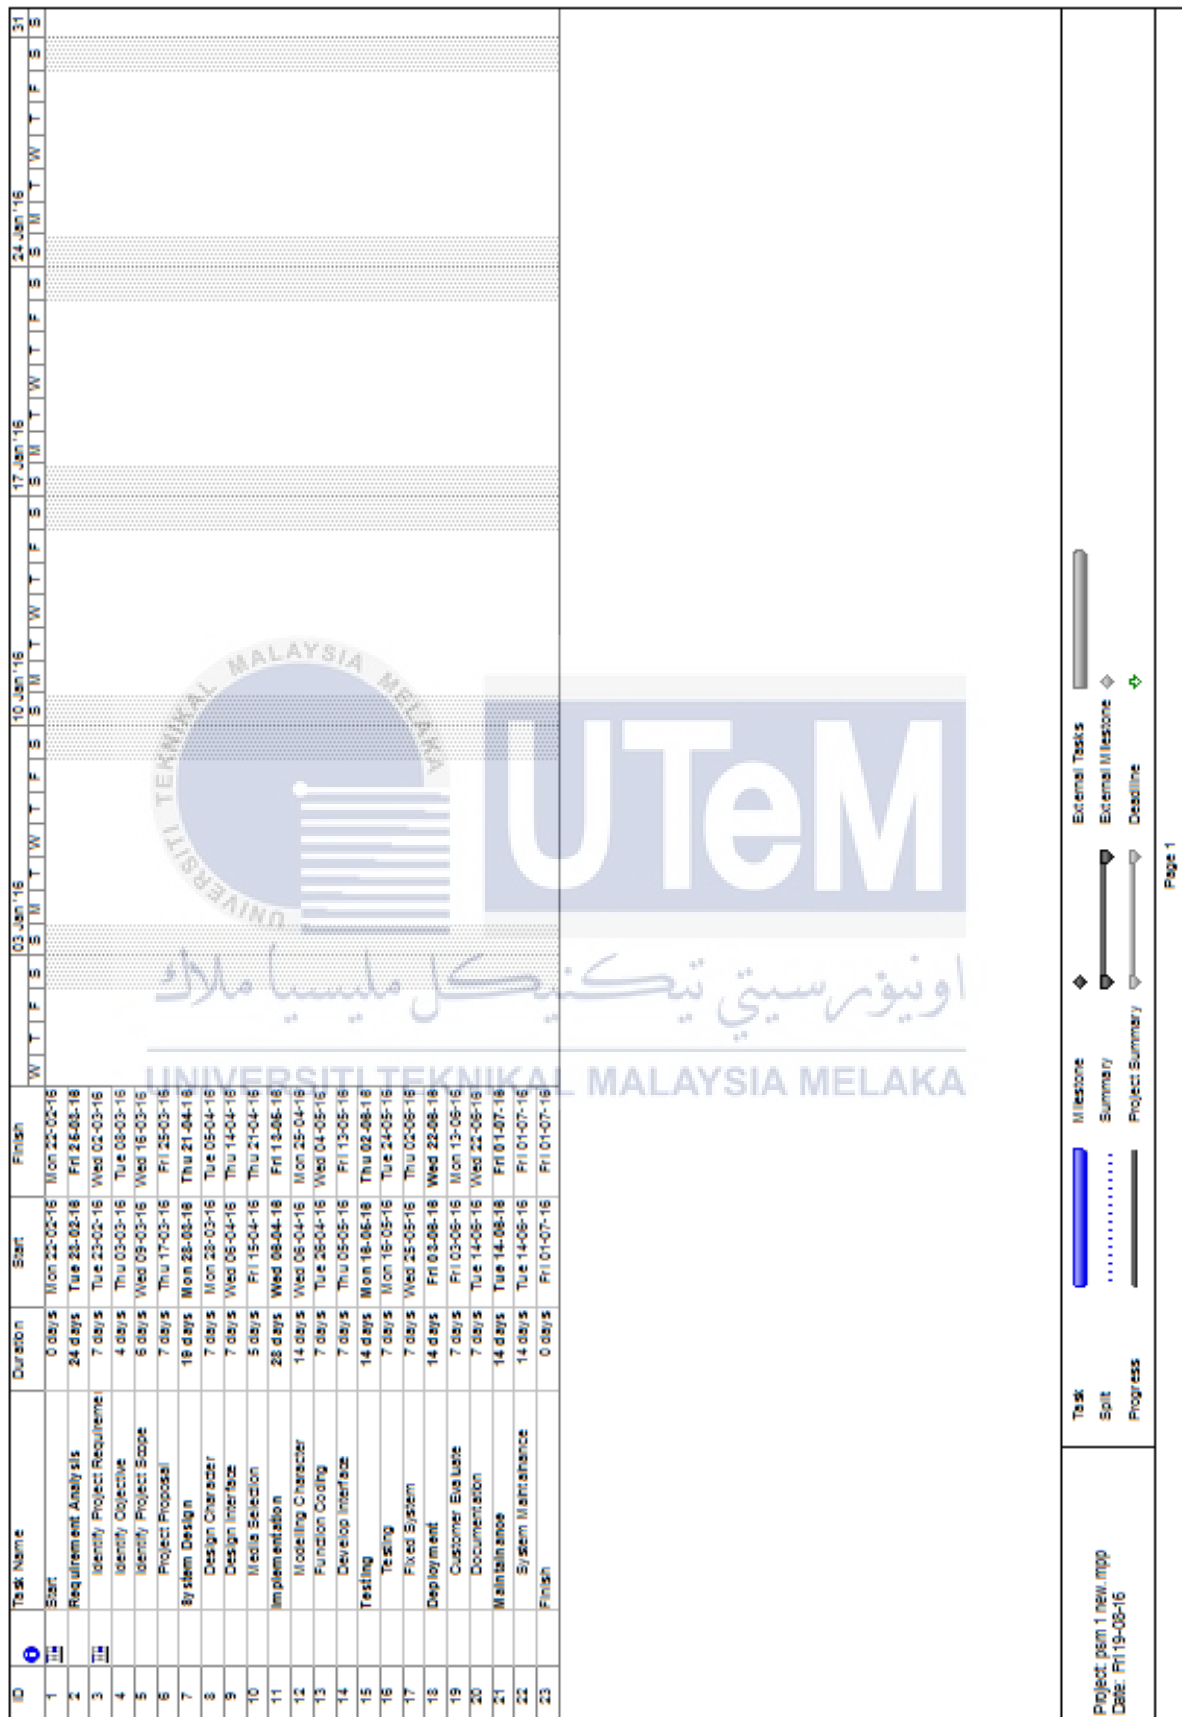 ID Task Name Duration Start Finish
03 Jan '16 10 Jan '16 17 Jan '16 24 Jan '16 31
W T F S S M T W T F S S M T W T F S S M T W T F S S M T W T F S S
1 Start 0 days Mon 22-02-16 Mon 22-02-16
2 Requirement Analysis 24 days Tue 23-02-16 Fri 25-03-16
3 Identify Project Requiremei 7 days Tue 23-02-16 Wed 02-03-16
4 Identify Objective 4 days Thu 03-03-16 Tue 08-03-16
5 Identify Project Scope 6 days Wed 09-03-16 Wed 16-03-16
6 Project Proposal 7 days Thu 17-03-16 Fri 25-03-16
7 System Design 19 days Mon 28-03-16 Thu 21-04-16
8 Design Character 7 days Mon 28-03-16 Tue 05-04-16
9 Design Interface 7 days Wed 06-04-16 Thu 14-04-16
10 Media Selection 5 days Fri 15-04-16 Thu 21-04-16
11 Implementation 28 days Wed 06-04-16 Fri 13-05-16
12 Modelling Character 14 days Wed 06-04-16 Mon 25-04-16
13 Function Coding 7 days Tue 26-04-16 Wed 04-05-16
14 Develop Interface 7 days Thu 05-05-16 Fri 13-05-16
15 Testing 14 days Mon 16-05-16 Thu 02-06-16
16 Testing 7 days Mon 16-05-16 Tue 24-05-16
17 Fixed System 7 days Wed 25-05-16 Thu 02-06-16
18 Deployment 14 days Fri 03-06-16 Wed 22-06-16
19 Customer Evaluate 7 days Fri 03-06-16 Mon 13-06-16
20 Documentation 7 days Tue 14-06-16 Wed 22-06-16
21 Maintainance 14 days Tue 14-06-16 Fri 01-07-16
22 System Maintainance 14 days Tue 14-06-16 Fri 01-07-16
23 Finish 0 days Fri 01-07-16 Fri 01-07-16
UNIVERSITI TEKNIKAL MALAYSIA MELAKA
UTeM
اونيۏرسيتي تيكنيكل مليسيا ملاك
UNIVERSITI TEKNIKAL MALAYSIA MELAKA
Project: psm 1 new.mpp
Date: Fri 19-08-16
Task Milestone External Tasks
Split Summary External Milestone
Progress Project Summary Deadline
Page 1